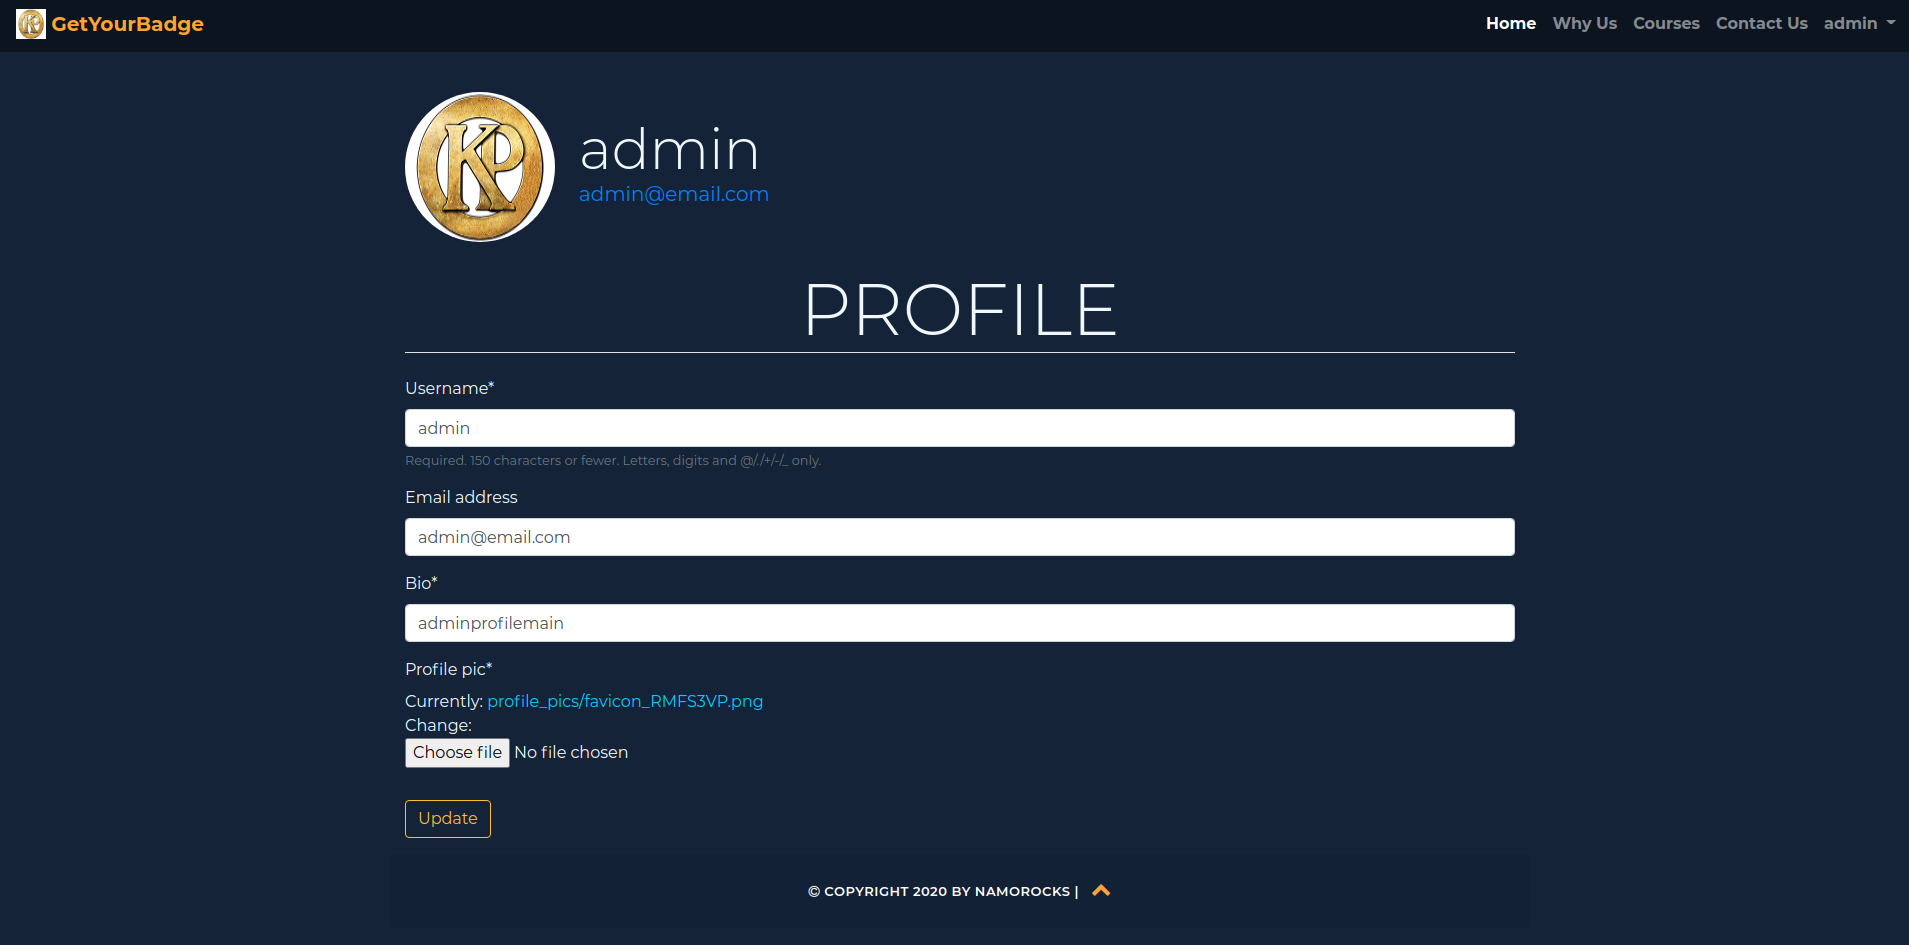 GetYourBadge
Home Why Us Courses Contact Us admin
KP
admin
admin@email.com
PROFILE
Username*
admin
Required. 150 characters or fewer. Letters, digits and @/./+/-/_ only.
Email address
admin@email.com
Bio*
adminprofilemain
Profile pic*
Currently: profile_pics/favicon_RMFS3VP.png
Change:
Choose file No file chosen
Update
© COPYRIGHT 2020 BY NAMOROCKS |